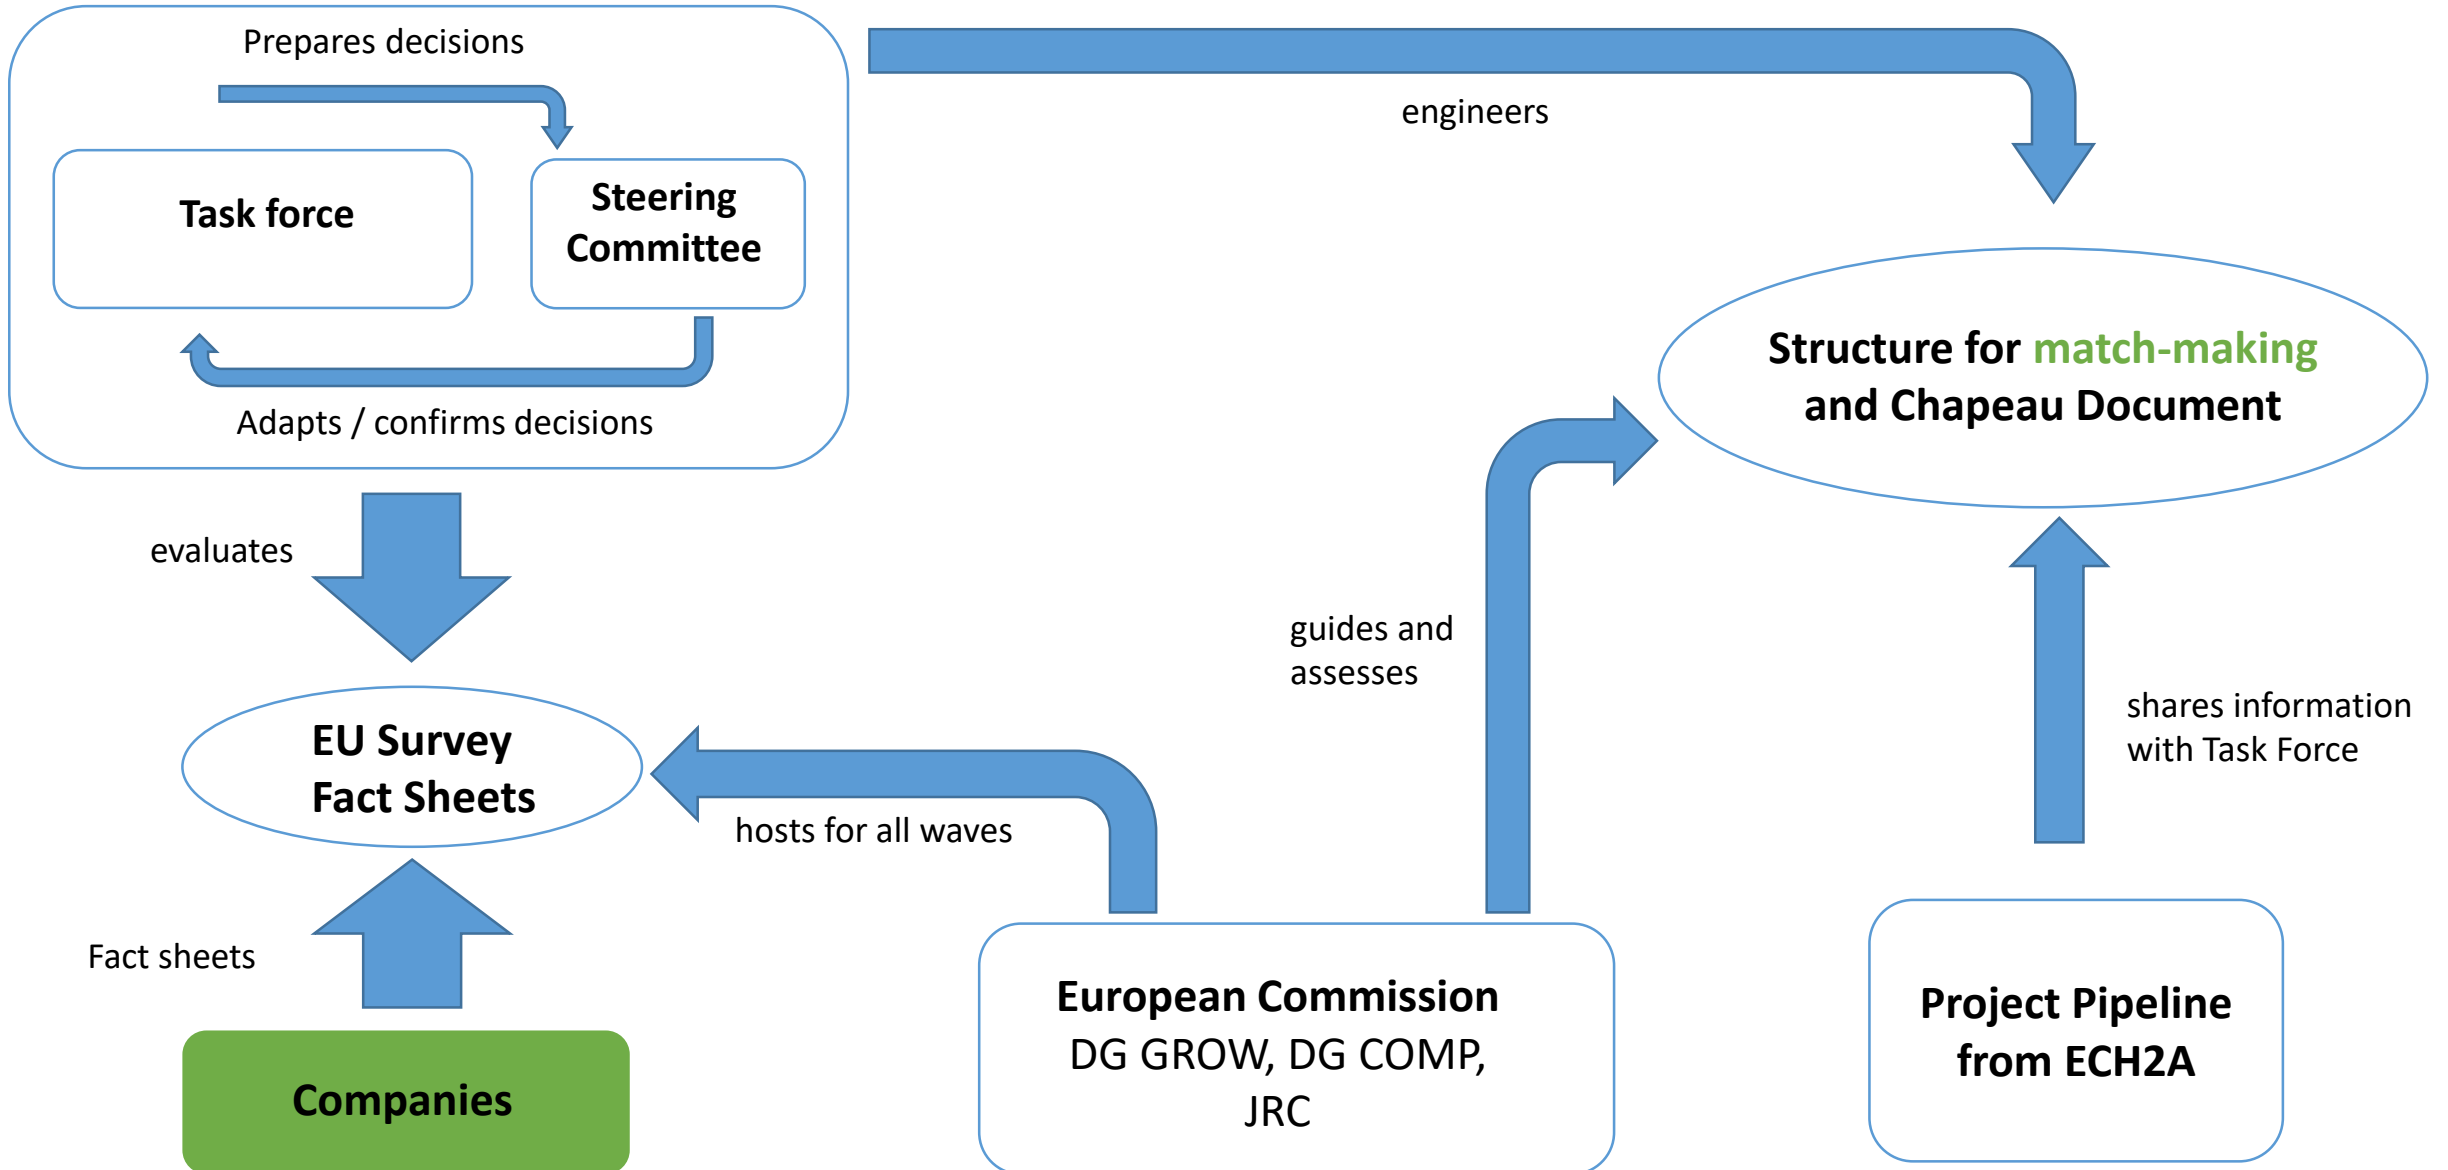 Prepares decisions
engineers
Task force
Steering
Committee
Adapts / confirms decisions
Structure for match-making
and Chapeau Document
evaluates
guides and
assesses
shares information
with Task Force
EU Survey
Fact Sheets
hosts for all waves
Fact sheets
Companies
European Commission
DG GROW, DG COMP,
JRC
Project Pipeline
from ECH2A